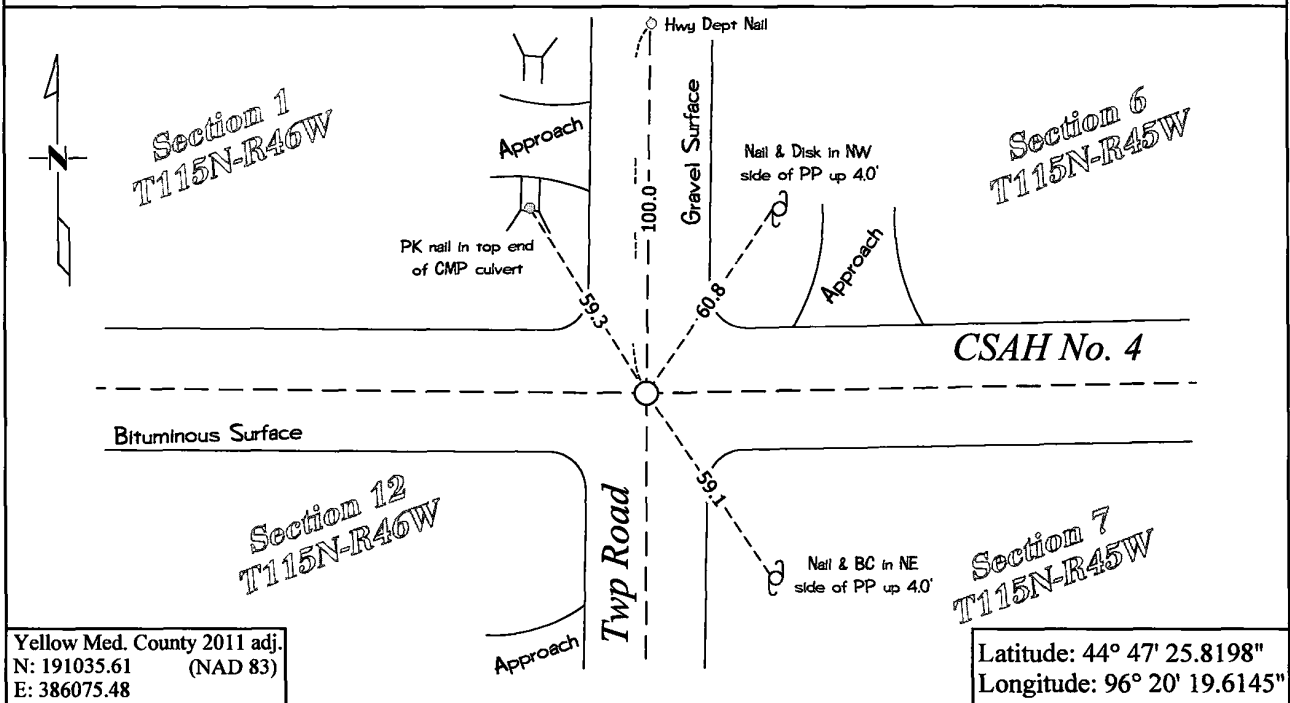 Hwy Dept Nail
N
Section 1
T115N-R46W
Approach
Gravel Surface
100.0
Nail & Disk in NW
side of PP up 4.0'
Section 6
T115N-R45W
PK nail in top end
of CMP culvert
59.3
60.8
Approach
CSAH No. 4
Bituminous Surface
Section 12
T115N-R46W
Twp Road
59.1
Nail & BC in NE
side of PP up 4.0'
Section 7
T115N-R45W
Approach
Yellow Med. County 2011 adj.
N: 191035.61 (NAD 83)
E: 386075.48
Latitude: 44° 47' 25.8198"
Longitude: 96° 20' 19.6145"